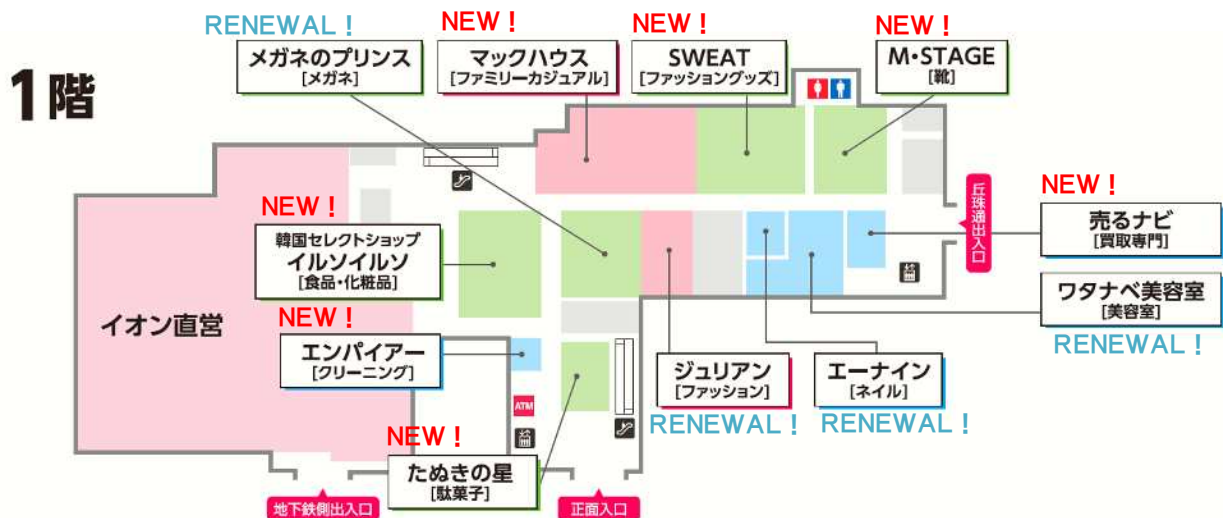 RENEWAL！
メガネのプリンス
[メガネ]
NEW！
マックハウス
[ファミリーカジュアル]
NEW！
SWEAT
[ファッショングッズ]
NEW！
M・STAGE
[靴]
1階
丘珠通出入口
NEW！
売るナビ
[買取専門]
NEW！
韓国セレクトショップ
イルソイルソ
[食品・化粧品]
ワタナベ美容室
[美容室]
RENEWAL！
イオン直営
NEW！
エンパイアー
[クリーニング]
ジュリアン
[ファッション]
RENEWAL！
エーナイン
[ネイル]
RENEWAL！
ATM
NEW！
たぬきの星
[駄菓子]
地下鉄側出入口
正面入口